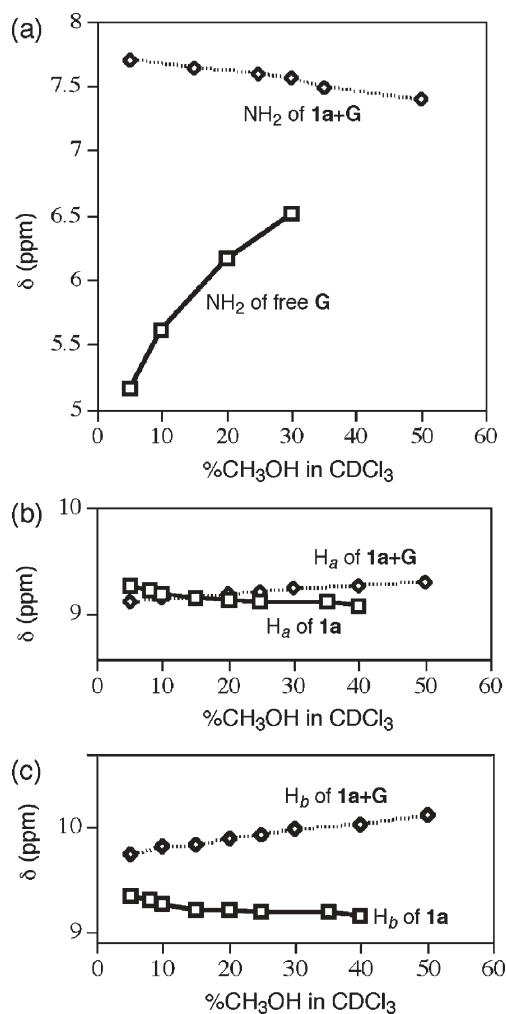 (a)
8
7.5
7
6.5
6
5.5
5
δ (ppm)
NH2 of 1a+G
NH2 of free G
0 10 20 30 40 50 60
%CH3OH in CDCl3
(b)
10
9
δ (ppm)
Ha of 1a+G
Ha of 1a
0 10 20 30 40 50 60
%CH3OH in CDCl3
(c)
10
9
δ (ppm)
Hb of 1a+G
Hb of 1a
0 10 20 30 40 50 60
%CH3OH in CDCl3